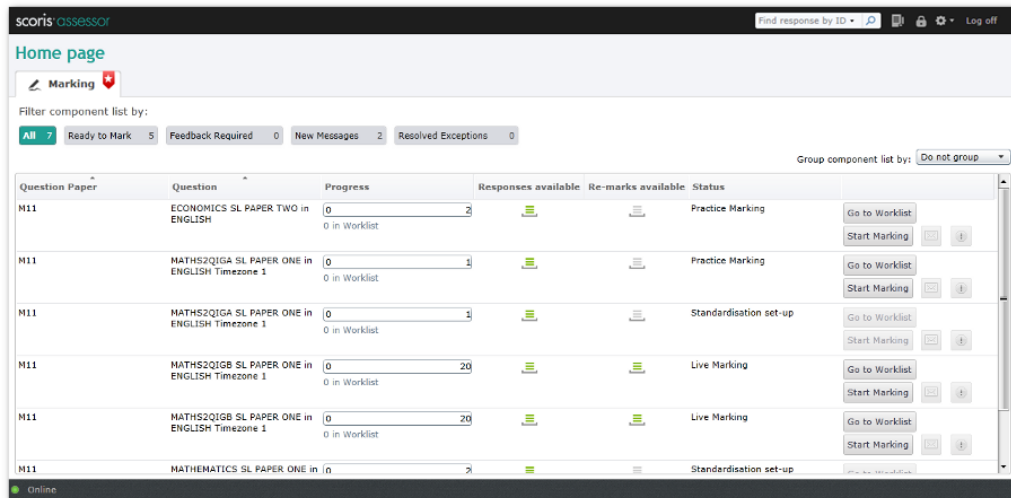 scoris assessor
Find response by ID
Log off
Home page
Marking
Filter component list by:
All 7 Ready to Mark 5 Feedback Required 0 New Messages 2 Resolved Exceptions 0
Group component list by: Do not group
Question Paper Question Progress Responses available Re-marks available Status
M11 ECONOMICS SL PAPER TWO in 0 2 Practice Marking Go to Worklist
ENGLISH 0 in Worklist Start Marking
M11 MATHS2QIGA SL PAPER ONE in 0 1 Practice Marking Go to Worklist
ENGLISH Timezone 1 0 in Worklist Start Marking
M11 MATHS2QIGA SL PAPER ONE in 0 1 Standardisation set-up Go to Worklist
ENGLISH Timezone 1 0 in Worklist Start Marking
M11 MATHS2QIGB SL PAPER ONE in 0 20 Live Marking Go to Worklist
ENGLISH Timezone 1 0 in Worklist Start Marking
M11 MATHS2QIGB SL PAPER ONE in 0 20 Live Marking Go to Worklist
ENGLISH Timezone 1 0 in Worklist Start Marking
M11 MATHEMATICS SL PAPER ONE in 0 2 Standardisation set-up Go to Worklist
Online